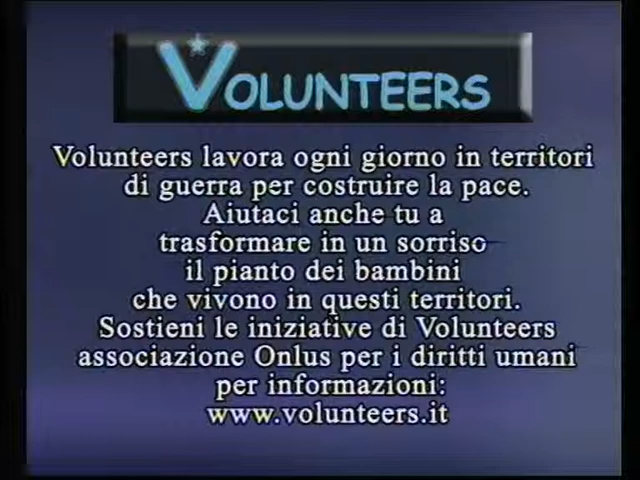 VOLUNTEERS
Volunteers lavora ogni giorno in territori
di guerra per costruire la pace.
Aiutaci anche tu a
trasformare in un sorriso
il pianto dei bambini
che vivono in questi territori.
Sostieni le iniziative di Volunteers
associazione Onlus per i diritti umani
per informazioni:
www.volunteers.it